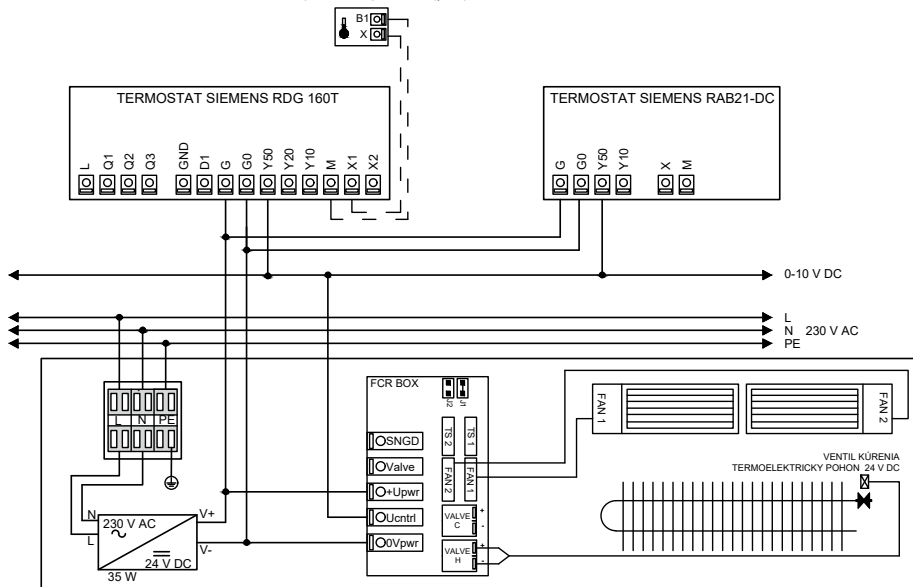 B1
X
TERMOSTAT SIEMENS RDG 160T
L Q1 Q2 Q3 GND D1 G G0 Y50 Y20 Y10 M X1 X2
TERMOSTAT SIEMENS RAB21-DC
G G0 Y50 Y10 X M
0-10 V DC
L
N 230 V AC
PE
L N PE
N
L
230 V AC
24 V DC
V+
V-
35 W
FCR BOX
J2 J1
TS 2 TS 1
FAN 2 FAN 1
SNGD
Valve
+Upwr
Ucntrl
0Vpwr
VALVE
C
+
-
VALVE
H
+
-
FAN 1
FAN 2
VENTIL KÚRENIA
TERMOELEKTRICKY POHON 24 V DC